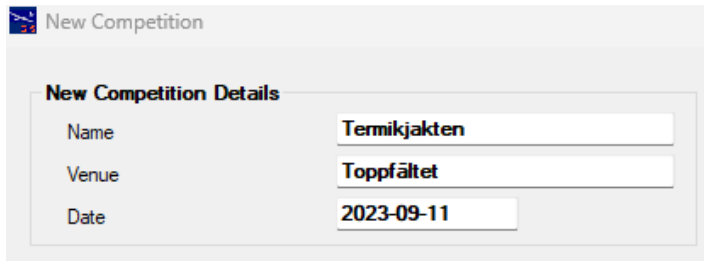 New Competition
New Competition Details
Name Termikjakten
Venue Toppfältet
Date 2023-09-11